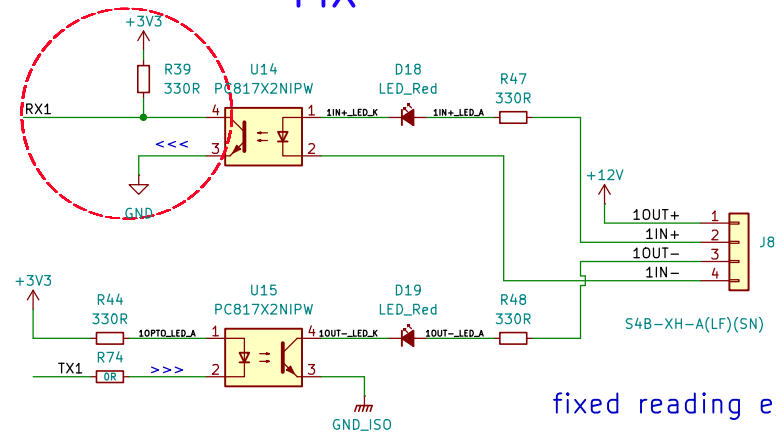 +3V3
R39
330R
RX1
<<<
GND
U14
PC817X2NIPW
4
3
1
2
1IN+_LED_K
D18
LED_Red
1IN+_LED_A
R47
330R
+12V
1OUT+
1IN+
1OUT-
1IN-
1
2
3
4
J8
S4B-XH-A(LF)(SN)
+3V3
R44
330R
1OPTO_LED_A
TX1
R74
0R
>>>
U15
PC817X2NIPW
1
2
4
3
1OUT-_LED_K
D19
LED_Red
1OUT-_LED_A
R48
330R
GND_ISO
fixed reading e